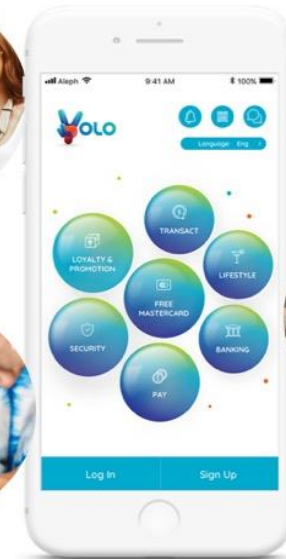 Aleph 9:41 AM 100%
YOLO
Language Eng
TRANSACT
LOYALTY &
PROMOTION
LIFESTYLE
FREE
MASTERCARD
SECURITY
BANKING
PAY
Log In Sign Up